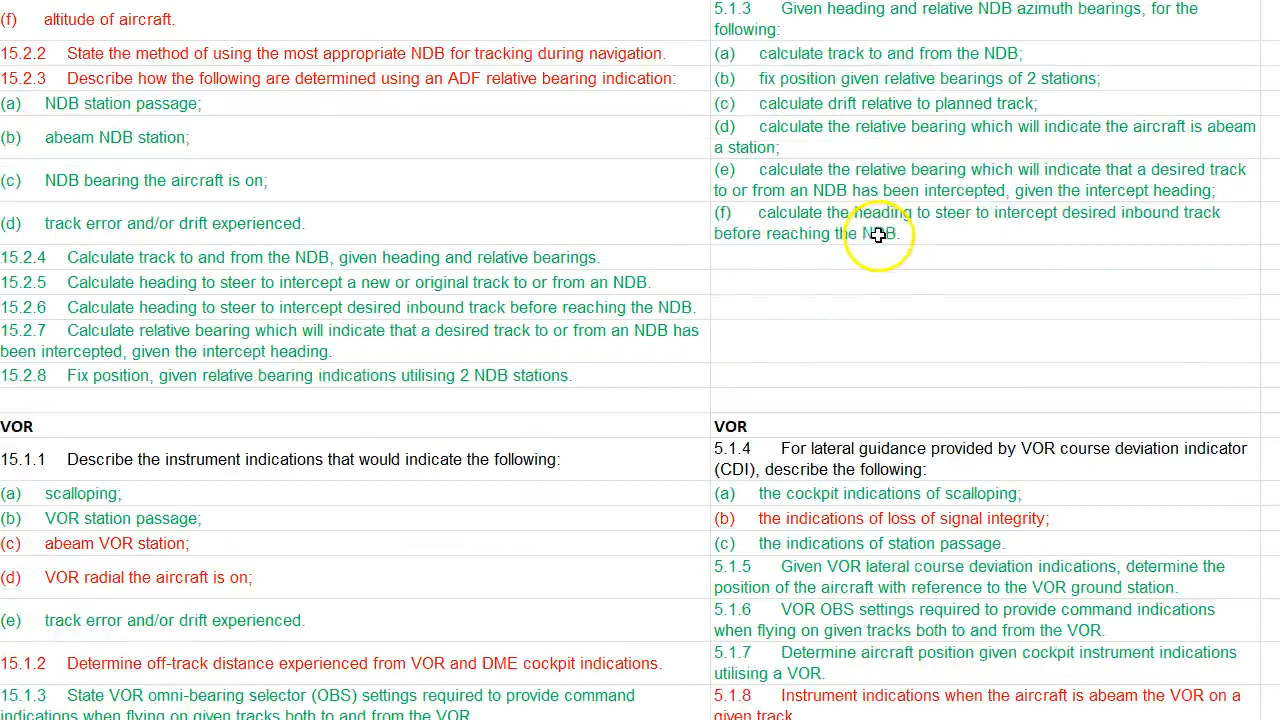 (f) altitude of aircraft.
15.2.2 State the method of using the most appropriate NDB for tracking during navigation.
15.2.3 Describe how the following are determined using an ADF relative bearing indication:
(a) NDB station passage;
(b) abeam NDB station;
(c) NDB bearing the aircraft is on;
(d) track error and/or drift experienced.
15.2.4 Calculate track to and from the NDB, given heading and relative bearings.
15.2.5 Calculate heading to steer to intercept a new or original track to or from an NDB.
15.2.6 Calculate heading to steer to intercept desired inbound track before reaching the NDB.
15.2.7 Calculate relative bearing which will indicate that a desired track to or from an NDB has
been intercepted, given the intercept heading.
15.2.8 Fix position, given relative bearing indications utilising 2 NDB stations.
VOR
15.1.1 Describe the instrument indications that would indicate the following:
(a) scalloping;
(b) VOR station passage;
(c) abeam VOR station;
(d) VOR radial the aircraft is on;
(e) track error and/or drift experienced.
15.1.2 Determine off-track distance experienced from VOR and DME cockpit indications.
15.1.3 State VOR omni-bearing selector (OBS) settings required to provide command
indications when flying on given tracks both to and from the VOR.
5.1.3 Given heading and relative NDB azimuth bearings, for the
following:
(a) calculate track to and from the NDB;
(b) fix position given relative bearings of 2 stations;
(c) calculate drift relative to planned track;
(d) calculate the relative bearing which will indicate the aircraft is abeam
a station;
(e) calculate the relative bearing which will indicate that a desired track
to or from an NDB has been intercepted, given the intercept heading;
(f) calculate the heading to steer to intercept desired inbound track
before reaching the NDB.
VOR
5.1.4 For lateral guidance provided by VOR course deviation indicator
(CDI), describe the following:
(a) the cockpit indications of scalloping;
(b) the indications of loss of signal integrity;
(c) the indications of station passage.
5.1.5 Given VOR lateral course deviation indications, determine the
position of the aircraft with reference to the VOR ground station.
5.1.6 VOR OBS settings required to provide command indications
when flying on given tracks both to and from the VOR.
5.1.7 Determine aircraft position given cockpit instrument indications
utilising a VOR.
5.1.8 Instrument indications when the aircraft is abeam the VOR on a
given track